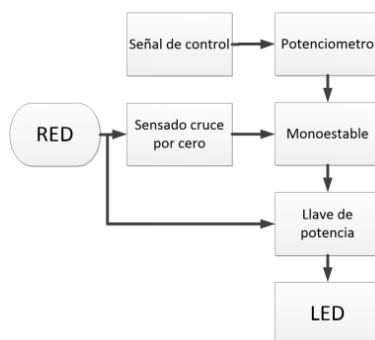 Señal de control
Potenciometro
RED
Sensado cruce
por cero
Monoestable
Llave de
potencia
LED